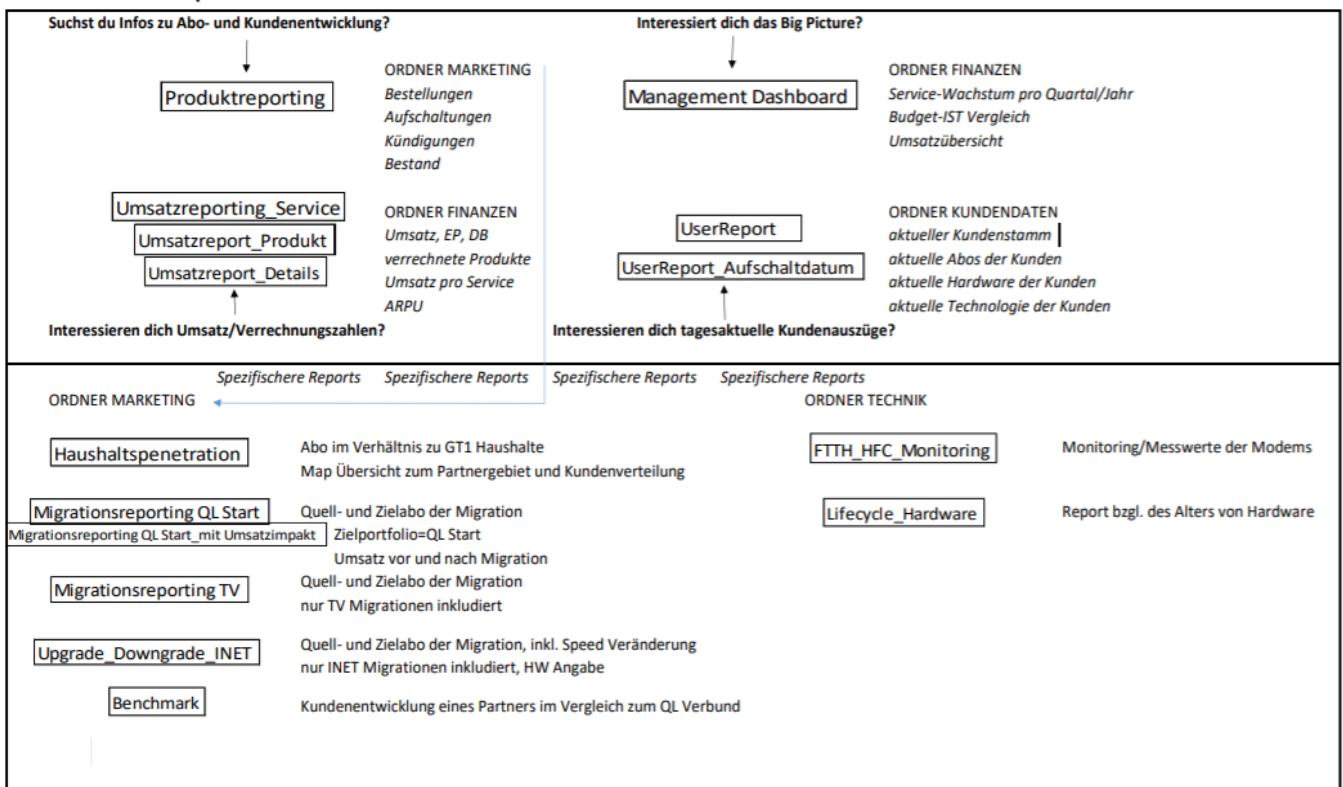 Suchst du Infos zu Abo- und Kundenentwicklung?
Produktreporting
ORDNER MARKETING
Bestellungen
Aufschaltungen
Kündigungen
Bestand
Interessiert dich das Big Picture?
Management Dashboard
ORDNER FINANZEN
Service-Wachstum pro Quartal/Jahr
Budget-IST Vergleich
Umsatzübersicht
Umsatzreporting_Service
Umsatzreport_Produkt
Umsatzreport_Details
ORDNER FINANZEN
Umsatz, EP, DB
verrechnete Produkte
Umsatz pro Service
ARPU
Interessieren dich Umsatz/Verrechnungszahlen?
UserReport
UserReport_Aufschaltdatum
ORDNER KUNDENDATEN
aktueller Kundenstamm
aktuelle Abos der Kunden
aktuelle Hardware der Kunden
aktuelle Technologie der Kunden
Interessieren dich tagesaktuelle Kundenauszüge?
Spezifischere Reports Spezifischere Reports Spezifischere Reports Spezifischere Reports
ORDNER MARKETING
Haushaltspenetration
Abo im Verhältnis zu GT1 Haushalte
Map Übersicht zum Partnergebiet und Kundenverteilung
Migrationsreporting QL Start
Migrationsreporting QL Start_mit Umsatzimpakt
Quell- und Zielabo der Migration
Zielportfolio=QL Start
Umsatz vor und nach Migration
Migrationsreporting TV
Quell- und Zielabo der Migration
nur TV Migrationen inkludiert
Upgrade_Downgrade_INET
Quell- und Zielabo der Migration, inkl. Speed Veränderung
nur INET Migrationen inkludiert, HW Angabe
Benchmark
Kundenentwicklung eines Partners im Vergleich zum QL Verbund
ORDNER TECHNIK
FTTH_HFC_Monitoring
Monitoring/Messwerte der Modems
Lifecycle_Hardware
Report bzgl. des Alters von Hardware